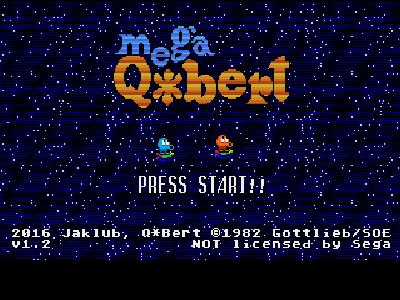 mega
Q*bert
PRESS START!!
2016 Jaklub, Q*Bert ©1982 Gottlieb/SOE
v1.2 NOT licensed by Sega